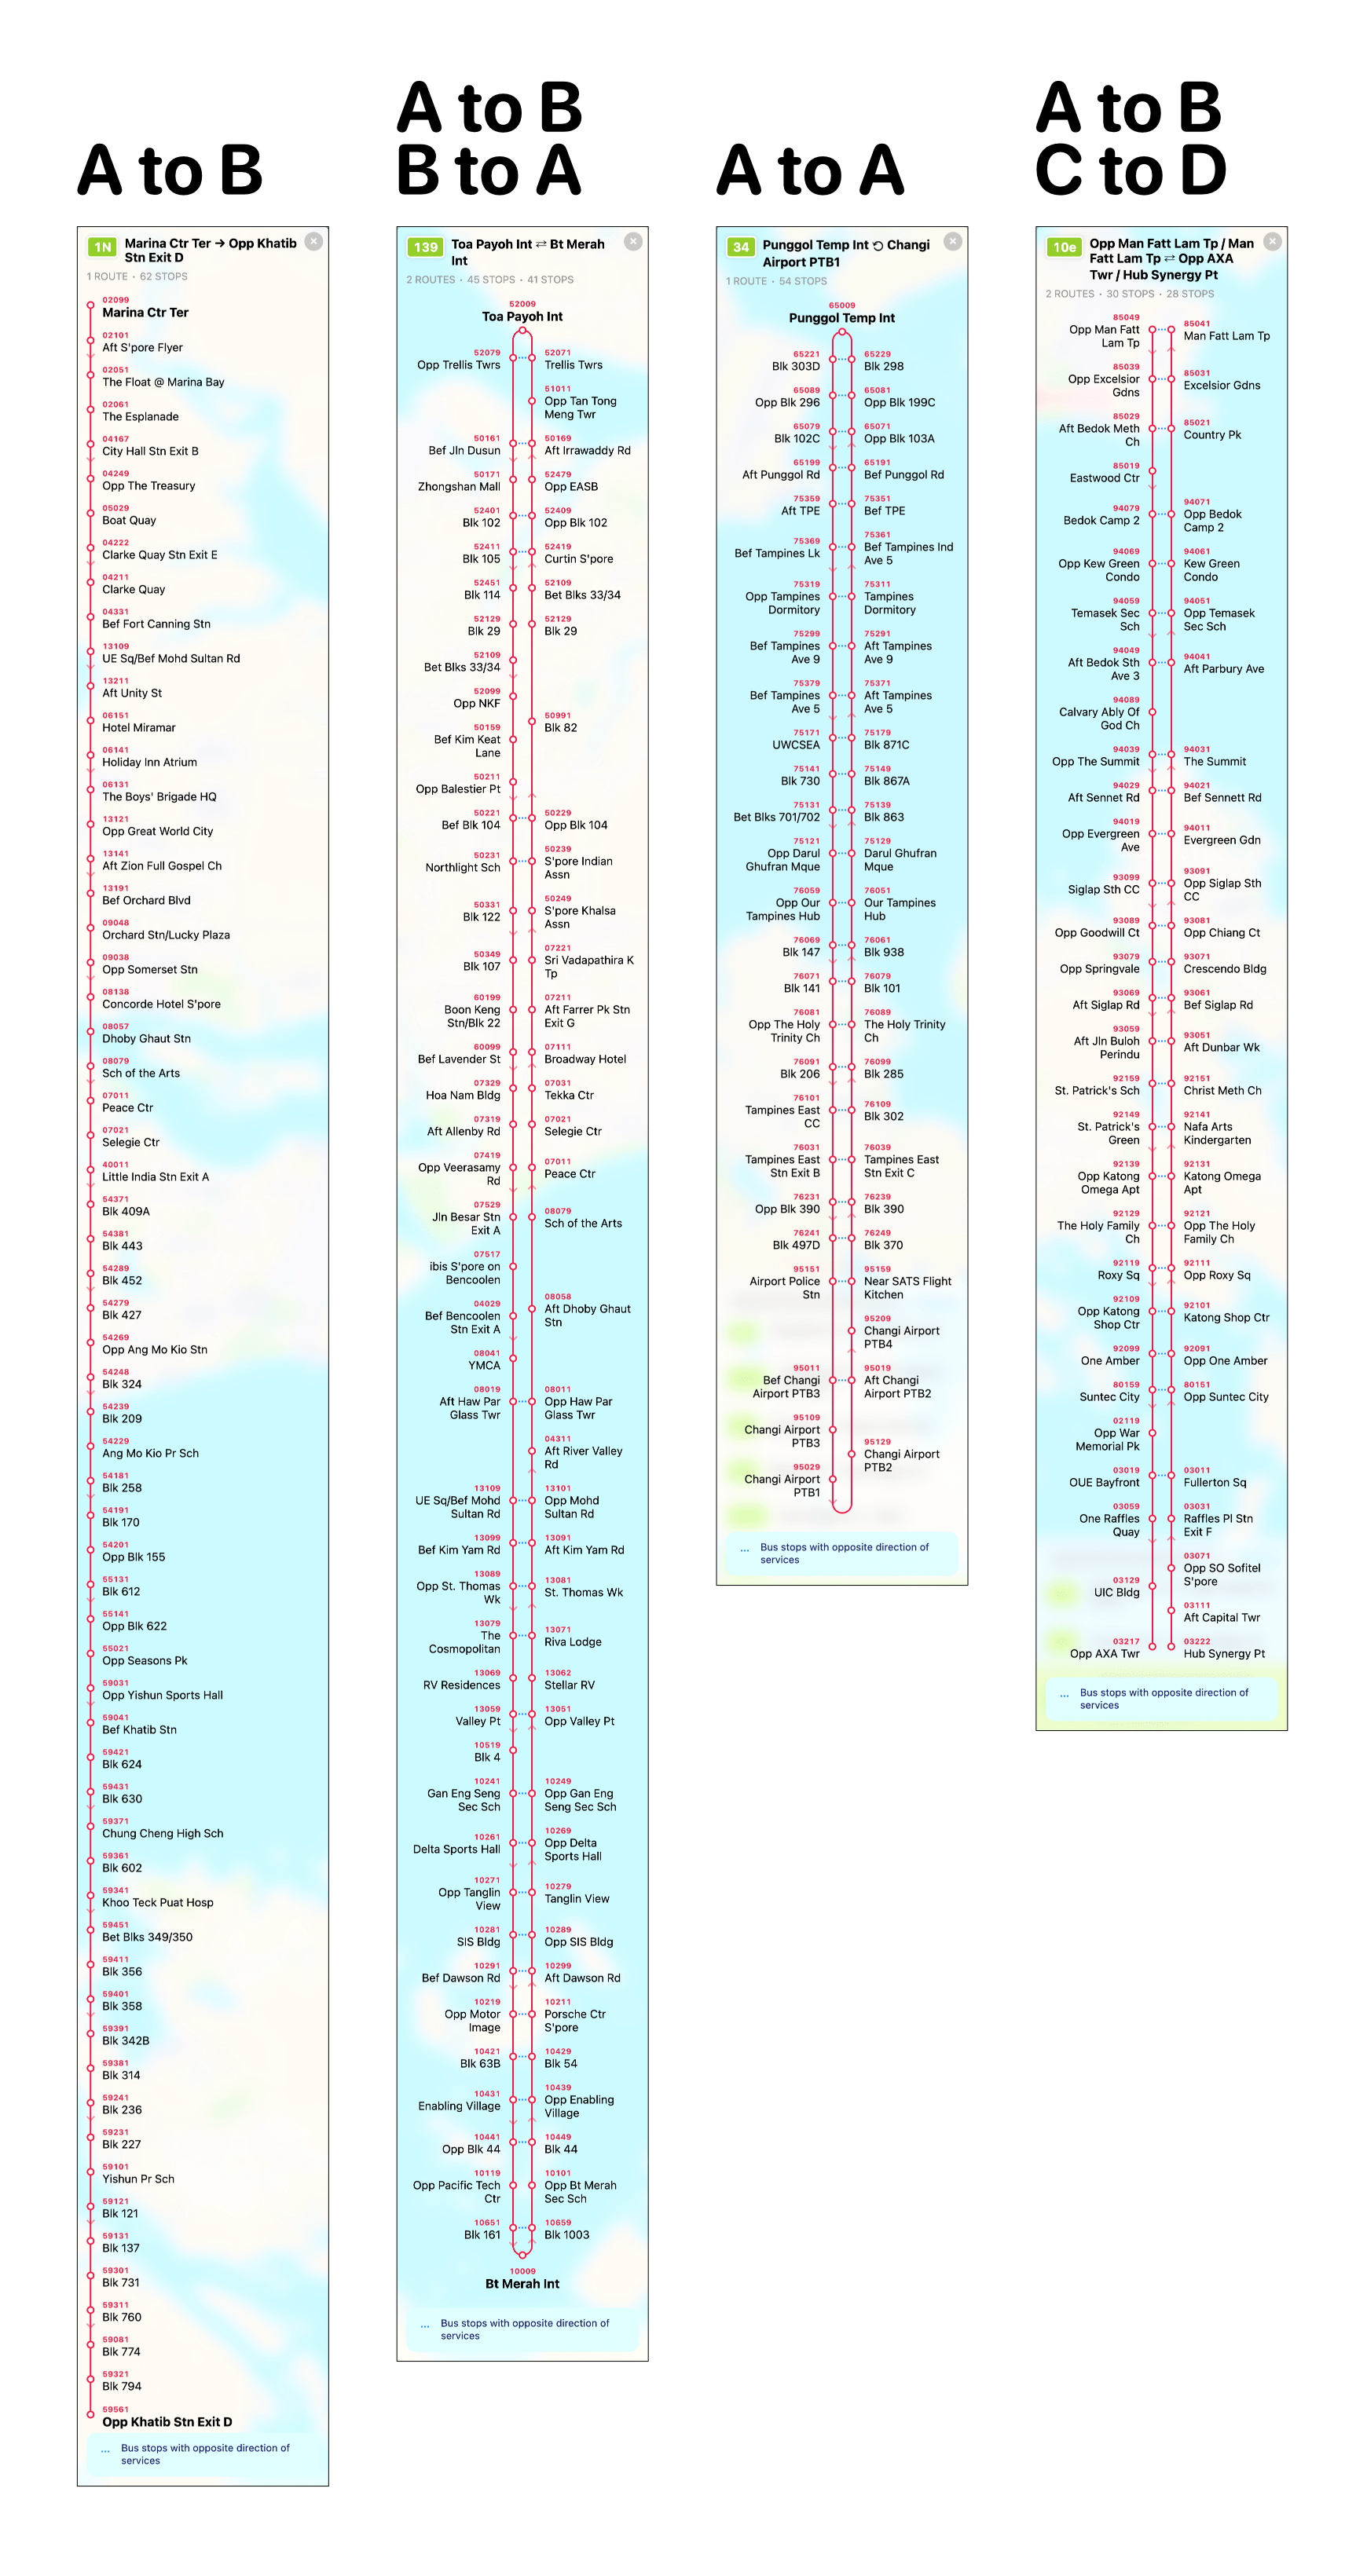 A to B
1N
Marina Ctr Ter → Opp Khatib
Stn Exit D
1 ROUTE · 62 STOPS
02099
Marina Ctr Ter
02101
Aft S'pore Flyer
02051
The Float @ Marina Bay
02061
The Esplanade
04167
City Hall Stn Exit B
04249
Opp The Treasury
05029
Boat Quay
04222
Clarke Quay Stn Exit E
04211
Clarke Quay
04331
Bef Fort Canning Stn
13109
UE Sq/Bef Mohd Sultan Rd
13211
Aft Unity St
06151
Hotel Miramar
06141
Holiday Inn Atrium
06131
The Boys' Brigade HQ
13121
Opp Great World City
13141
Aft Zion Full Gospel Ch
13191
Bef Orchard Blvd
09048
Orchard Stn/Lucky Plaza
09038
Opp Somerset Stn
08138
Concorde Hotel S'pore
08057
Dhoby Ghaut Stn
08079
Sch of the Arts
07011
Peace Ctr
07021
Selegie Ctr
40011
Little India Stn Exit A
54371
Blk 409A
54381
Blk 443
54289
Blk 452
54279
Blk 427
54269
Opp Ang Mo Kio Stn
54248
Blk 324
54239
Blk 209
54229
Ang Mo Kio Pr Sch
54181
Blk 258
54191
Blk 170
54201
Opp Blk 155
55131
Blk 612
55141
Opp Blk 622
55021
Opp Seasons Pk
59031
Opp Yishun Sports Hall
59041
Bef Khatib Stn
59421
Blk 624
59431
Blk 630
59371
Chung Cheng High Sch
59361
Blk 602
59341
Khoo Teck Puat Hosp
59451
Bet Blks 349/350
59411
Blk 356
59401
Blk 358
59391
Blk 342B
59381
Blk 314
59241
Blk 236
59231
Blk 227
59101
Yishun Pr Sch
59121
Blk 121
59131
Blk 137
59301
Blk 731
59311
Blk 760
59081
Blk 774
59321
Blk 794
59561
Opp Khatib Stn Exit D
... Bus stops with opposite direction of
services
A to B
B to A
139
Toa Payoh Int ⇄ Bt Merah
Int
2 ROUTES · 45 STOPS · 41 STOPS
52009
Toa Payoh Int
52079
Opp Trellis Twrs
50161
Bef Jln Dusun
50171
Zhongshan Mall
52401
Blk 102
52411
Blk 105
52451
Blk 114
52129
Blk 29
52109
Bet Blks 33/34
52099
Opp NKF
50159
Bef Kim Keat
Lane
50211
Opp Balestier Pt
50221
Bef Blk 104
50231
Northlight Sch
50331
Blk 122
50349
Blk 107
60199
Boon Keng
Stn/Blk 22
60099
Bef Lavender St
07329
Hoa Nam Bldg
07319
Aft Allenby Rd
07419
Opp Veerasamy
Rd
07529
Jln Besar Stn
Exit A
07517
ibis S'pore on
Bencoolen
04029
Bef Bencoolen
Stn Exit A
08041
YMCA
08019
Aft Haw Par
Glass Twr
13109
UE Sq/Bef Mohd
Sultan Rd
13099
Bef Kim Yam Rd
13089
Opp St. Thomas
Wk
13079
The
Cosmopolitan
13069
RV Residences
13059
Valley Pt
10519
Blk 4
10241
Gan Eng Seng
Sec Sch
10261
Delta Sports Hall
10271
Opp Tanglin
View
10281
SIS Bldg
10291
Bef Dawson Rd
10219
Opp Motor
Image
10421
Blk 63B
10431
Enabling Village
10441
Opp Blk 44
10119
Opp Pacific Tech
Ctr
10651
Blk 161
52071
Trellis Twrs
51011
Opp Tan Tong
Meng Twr
50169
Aft Irrawaddy Rd
52479
Opp EASB
52409
Opp Blk 102
52419
Curtin S'pore
52109
Bet Blks 33/34
52129
Blk 29
50991
Blk 82
50229
Opp Blk 104
50239
S'pore Indian
Assn
50249
S'pore Khalsa
Assn
07221
Sri Vadapathira K
Tp
07211
Aft Farrer Pk Stn
Exit G
07111
Broadway Hotel
07031
Tekka Ctr
07021
Selegie Ctr
07011
Peace Ctr
08079
Sch of the Arts
08058
Aft Dhoby Ghaut
Stn
08011
Opp Haw Par
Glass Twr
04311
Aft River Valley
Rd
13101
Opp Mohd
Sultan Rd
13091
Aft Kim Yam Rd
13081
St. Thomas Wk
13071
Riva Lodge
13062
Stellar RV
13051
Opp Valley Pt
10249
Opp Gan Eng
Seng Sec Sch
10269
Opp Delta
Sports Hall
10279
Tanglin View
10289
Opp SIS Bldg
10299
Aft Dawson Rd
10211
Porsche Ctr
S'pore
10429
Blk 54
10439
Opp Enabling
Village
10449
Blk 44
10101
Opp Bt Merah
Sec Sch
10659
Blk 1003
10009
Bt Merah Int
... Bus stops with opposite direction of
services
A to A
34
Punggol Temp Int ⟲ Changi
Airport PTB1
1 ROUTE · 54 STOPS
65009
Punggol Temp Int
65221
Blk 303D
65089
Opp Blk 296
65079
Blk 102C
65199
Aft Punggol Rd
75359
Aft TPE
75369
Bef Tampines Lk
75319
Opp Tampines
Dormitory
75299
Bef Tampines
Ave 9
75379
Bef Tampines
Ave 5
75171
UWCSEA
75141
Blk 730
75131
Bet Blks 701/702
75121
Opp Darul
Ghufran Mque
76059
Opp Our
Tampines Hub
76069
Blk 147
76071
Blk 141
76081
Opp The Holy
Trinity Ch
76091
Blk 206
76101
Tampines East
CC
76031
Tampines East
Stn Exit B
76231
Opp Blk 390
76241
Blk 497D
95151
Airport Police
Stn
95011
Bef Changi
Airport PTB3
95109
Changi Airport
PTB3
95029
Changi Airport
PTB1
65229
Blk 298
65081
Opp Blk 199C
65071
Opp Blk 103A
65191
Bef Punggol Rd
75351
Bef TPE
75361
Bef Tampines Ind
Ave 5
75311
Tampines
Dormitory
75291
Aft Tampines
Ave 9
75371
Aft Tampines
Ave 5
75179
Blk 871C
75149
Blk 867A
75139
Blk 863
75129
Darul Ghufran
Mque
76051
Our Tampines
Hub
76061
Blk 938
76079
Blk 101
76089
The Holy Trinity
Ch
76099
Blk 285
76109
Blk 302
76039
Tampines East
Stn Exit C
76239
Blk 390
76249
Blk 370
95159
Near SATS Flight
Kitchen
95209
Changi Airport
PTB4
95019
Aft Changi
Airport PTB2
95129
Changi Airport
PTB2
... Bus stops with opposite direction of
services
A to B
C to D
10e
Opp Man Fatt Lam Tp / Man
Fatt Lam Tp ⇄ Opp AXA
Twr / Hub Synergy Pt
2 ROUTES · 30 STOPS · 28 STOPS
85049
Opp Man Fatt
Lam Tp
85039
Opp Excelsior
Gdns
85029
Aft Bedok Meth
Ch
85019
Eastwood Ctr
94079
Bedok Camp 2
94069
Opp Kew Green
Condo
94059
Temasek Sec
Sch
94049
Aft Bedok Sth
Ave 3
94089
Calvary Ably Of
God Ch
94039
Opp The Summit
94029
Aft Sennet Rd
94019
Opp Evergreen
Ave
93099
Siglap Sth CC
93089
Opp Goodwill Ct
93079
Opp Springvale
93069
Aft Siglap Rd
93059
Aft Jln Buloh
Perindu
92159
St. Patrick's Sch
92149
St. Patrick's
Green
92139
Opp Katong
Omega Apt
92129
The Holy Family
Ch
92119
Roxy Sq
92109
Opp Katong
Shop Ctr
92099
One Amber
80159
Suntec City
02119
Opp War
Memorial Pk
03019
OUE Bayfront
03059
One Raffles
Quay
03129
UIC Bldg
03217
Opp AXA Twr
85041
Man Fatt Lam Tp
85031
Excelsior Gdns
85021
Country Pk
94071
Opp Bedok
Camp 2
94061
Kew Green
Condo
94051
Opp Temasek
Sec Sch
94041
Aft Parbury Ave
94031
The Summit
94021
Bef Sennett Rd
94011
Evergreen Gdn
93091
Opp Siglap Sth
CC
93081
Opp Chiang Ct
93071
Crescendo Bldg
93061
Bef Siglap Rd
93051
Aft Dunbar Wk
92151
Christ Meth Ch
92141
Nafa Arts
Kindergarten
92131
Katong Omega
Apt
92121
Opp The Holy
Family Ch
92111
Opp Roxy Sq
92101
Katong Shop Ctr
92091
Opp One Amber
80151
Opp Suntec City
03011
Fullerton Sq
03031
Raffles Pl Stn
Exit F
03071
Opp SO Sofitel
S'pore
03111
Aft Capital Twr
03222
Hub Synergy Pt
... Bus stops with opposite direction of
services